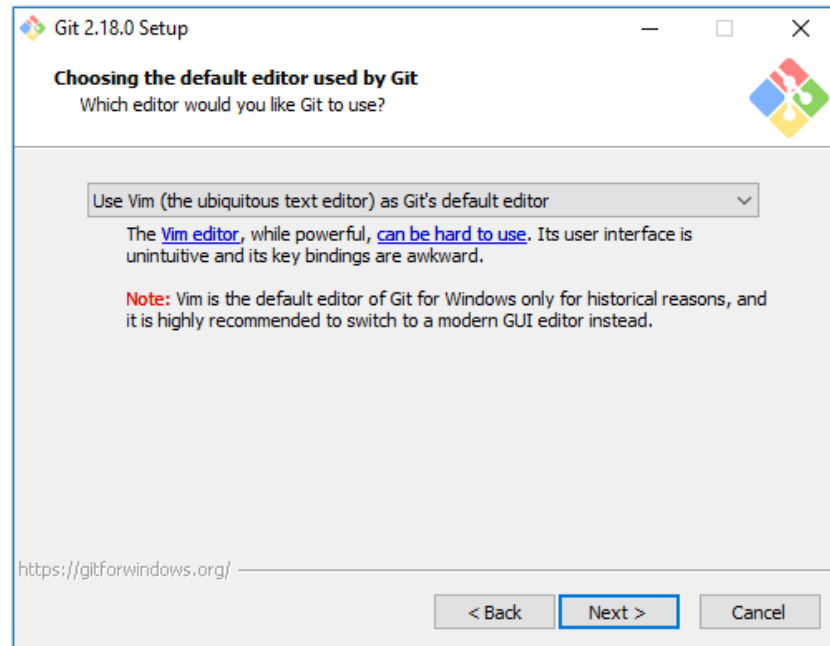 Git 2.18.0 Setup
Choosing the default editor used by Git
Which editor would you like Git to use?
Use Vim (the ubiquitous text editor) as Git's default editor
The Vim editor, while powerful, can be hard to use. Its user interface is
unintuitive and its key bindings are awkward.
Note: Vim is the default editor of Git for Windows only for historical reasons, and
it is highly recommended to switch to a modern GUI editor instead.
https://gitforwindows.org/
< Back
Next >
Cancel